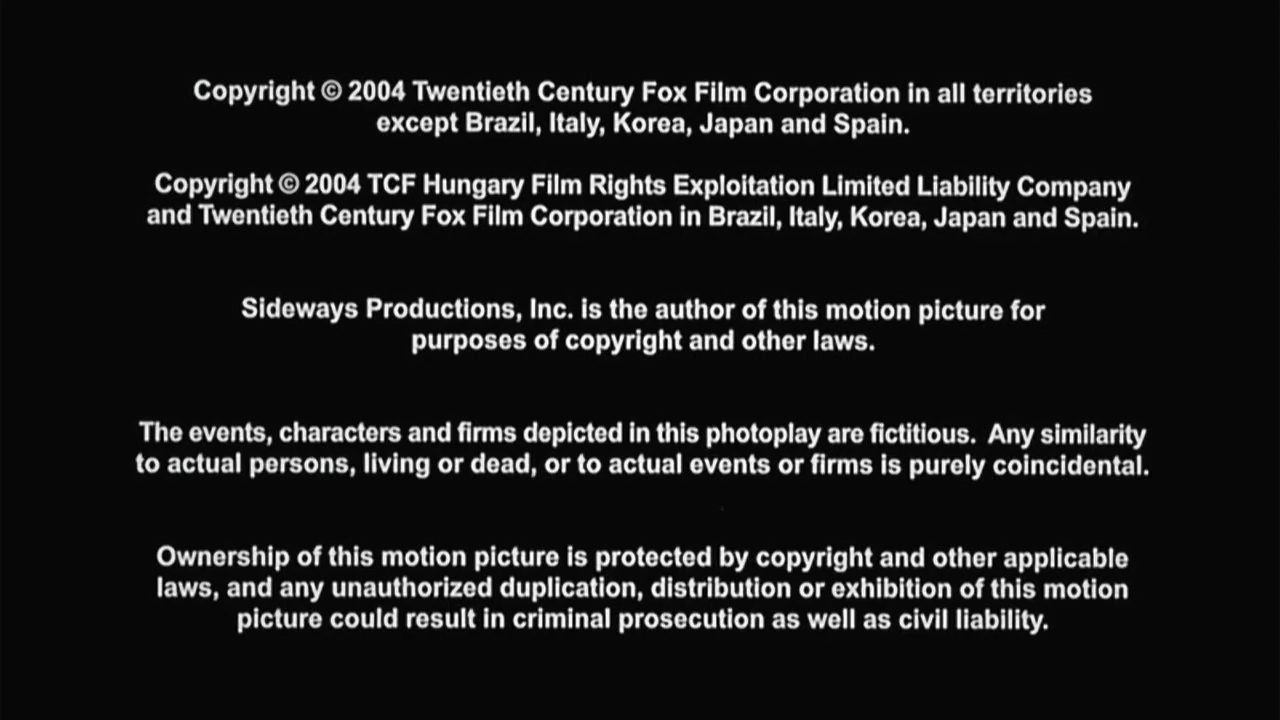 Copyright © 2004 Twentieth Century Fox Film Corporation in all territories
except Brazil, Italy, Korea, Japan and Spain.
Copyright © 2004 TCF Hungary Film Rights Exploitation Limited Liability Company
and Twentieth Century Fox Film Corporation in Brazil, Italy, Korea, Japan and Spain.
Sideways Productions, Inc. is the author of this motion picture for
purposes of copyright and other laws.
The events, characters and firms depicted in this photoplay are fictitious.  Any similarity
to actual persons, living or dead, or to actual events or firms is purely coincidental.
Ownership of this motion picture is protected by copyright and other applicable
laws, and any unauthorized duplication, distribution or exhibition of this motion
picture could result in criminal prosecution as well as civil liability.